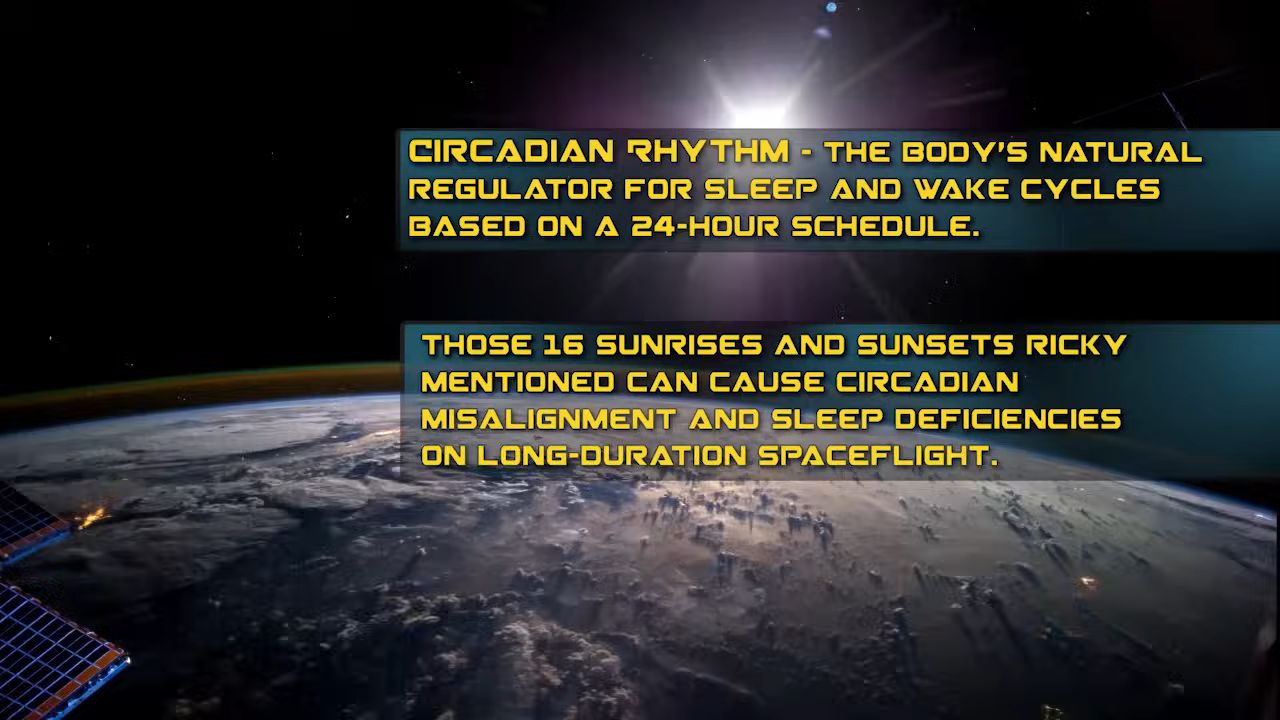 CIRCADIAN RHYTHM - THE BODY'S NATURAL
REGULATOR FOR SLEEP AND WAKE CYCLES
BASED ON A 24-HOUR SCHEDULE.
THOSE 16 SUNRISES AND SUNSETS RICKY
MENTIONED CAN CAUSE CIRCADIAN
MISALIGNMENT AND SLEEP DEFICIENCIES
ON LONG-DURATION SPACEFLIGHT.